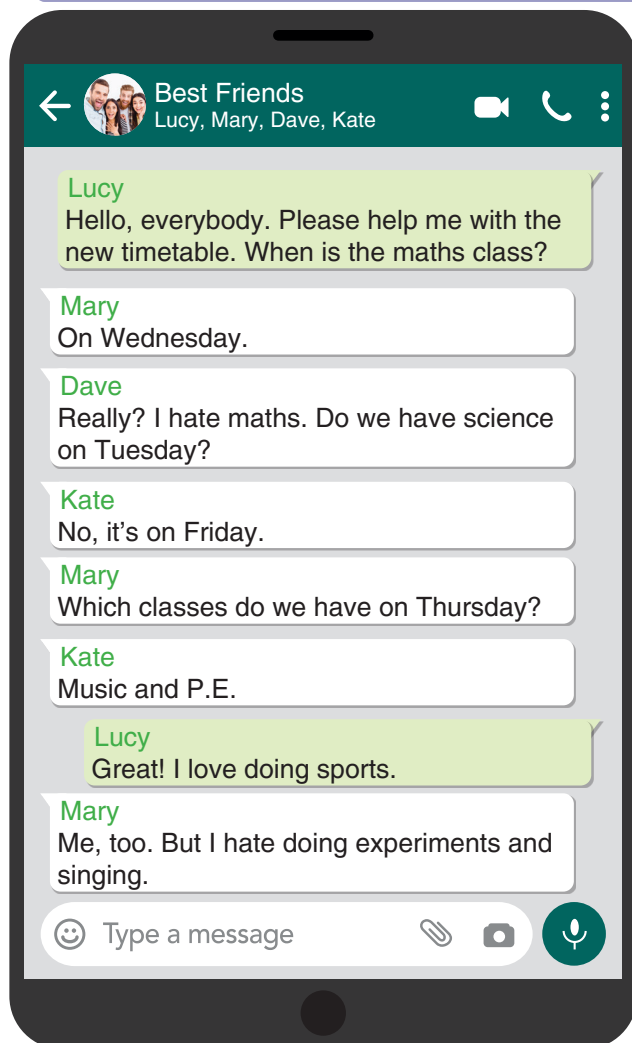 Best Friends
Lucy, Mary, Dave, Kate
Lucy
Hello, everybody. Please help me with the
new timetable. When is the maths class?
Mary
On Wednesday.
Dave
Really? I hate maths. Do we have science
on Tuesday?
Kate
No, it’s on Friday.
Mary
Which classes do we have on Thursday?
Kate
Music and P.E.
Lucy
Great! I love doing sports.
Mary
Me, too. But I hate doing experiments and
singing.
Type a message